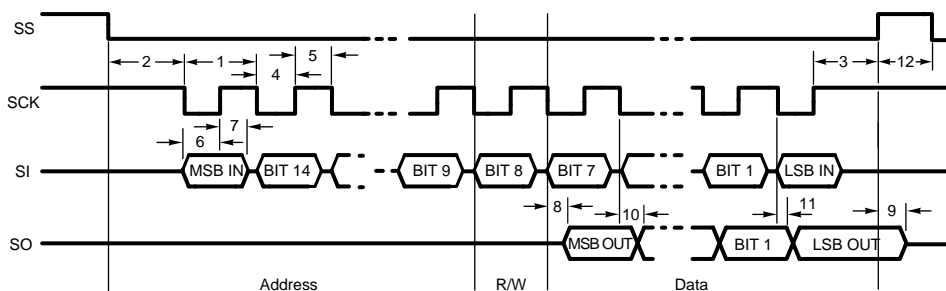 SS
2 1 4 5 3 12
SCK
6 7
SI MSB IN BIT 14 BIT 9 BIT 8 BIT 7 BIT 1 LSB IN
8 10 11 9
SO MSB OUT BIT 1 LSB OUT
Address R/W Data